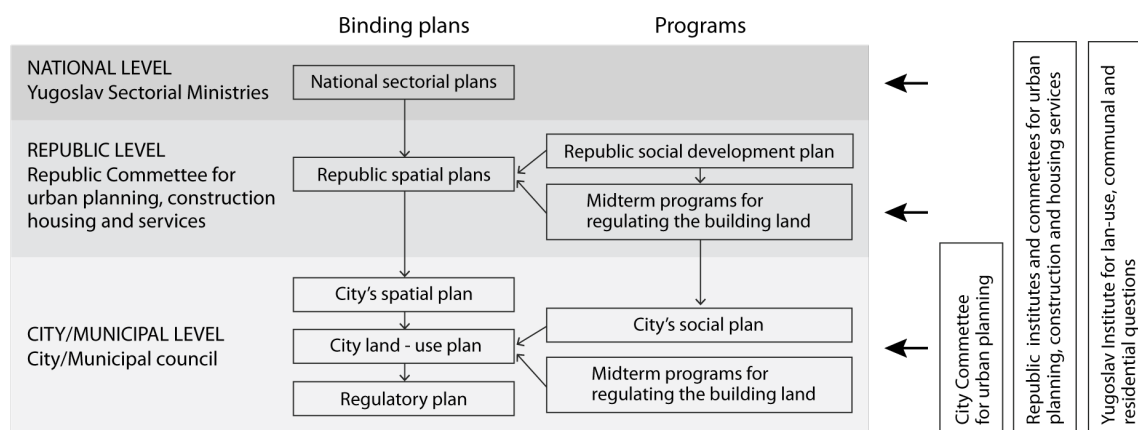 Binding plans
Programs
NATIONAL LEVEL
Yugoslav Sectorial Ministries
National sectorial plans
REPUBLIC LEVEL
Republic Committee for
urban planning, construction
housing and services
Republic spatial plans
Republic social development plan
Midterm programs for
regulating the building land
CITY/MUNICIPAL LEVEL
City/Municipal council
City's spatial plan
City land - use plan
Regulatory plan
City's social plan
Midterm programs for
regulating the building land
City Committee
for urban planning
Republic institutes and commettees for urban
planning, construction and housing services
Yugoslav Institute for lan-use, communal and
residential questions